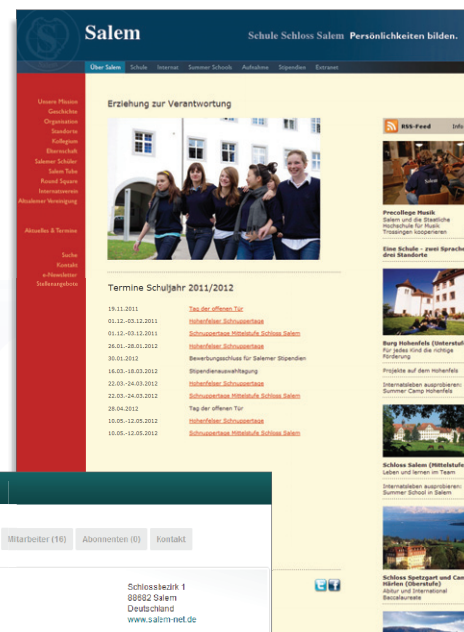 Salem
Schule Schloss Salem Persönlichkeiten bilden.
Über Salem Schule Internat Summer Schools Aufnahme Stipendien Extranet
Unsere Mission
Geschichte
Organisation
Standorte
Kollegium
Elternschaft
Salemer Schüler
Salem Tabs
Round Square
Internatsverein
Altsalemer Vereinigung
Aktuelles & Termine
Suche
Kontakt
e-Newsletter
Stellenangebote
Erziehung zur Verantwortung
Termine Schuljahr 2011/2012
19.11.2011 Tag der offenen Tür
01.12.-03.12.2011 Hohenfelser Schnuppertage
01.12.-03.12.2011 Schnuppertage Mittelstufe Schloss Salem
26.01.-28.01.2012 Hohenfelser Schnuppertage
30.01.2012 Bewerbungsschluss für Salemer Stipendien
16.03.-18.03.2012 Stipendienauswahltagung
22.03.-24.03.2012 Hohenfelser Schnuppertage
22.03.-24.03.2012 Schnuppertage Mittelstufe Schloss Salem
28.04.2012 Tag der offenen Tür
10.05.-12.05.2012 Hohenfelser Schnuppertage
10.05.-12.05.2012 Schnuppertage Mittelstufe Schloss Salem
RSS-Feed Info
Precollege Musik
Salem und die Staatliche
Hochschule für Musik
Trossingen kooperieren
Eine Schule - zwei Sprache
drei Standorte
Burg Hohenfels (Unterstuf
Für jedes Kind die richtige
Förderung
Projekte auf dem Hohenfels
Internatsleben ausprobieren:
Summer Camp Hohenfels
Schloss Salem (Mittelstufe
Leben und lernen im Team
Internatsleben ausprobieren:
Summer School in Salem
Schloss Spetzgart und Cam
Härlen (Oberstufe)
Abitur und International
Baccalaureate
Mitarbeiter (16) Abonnenten (0) Kontakt
Schlossbezirk 1
88682 Salem
Deutschland
www.salem-net.de